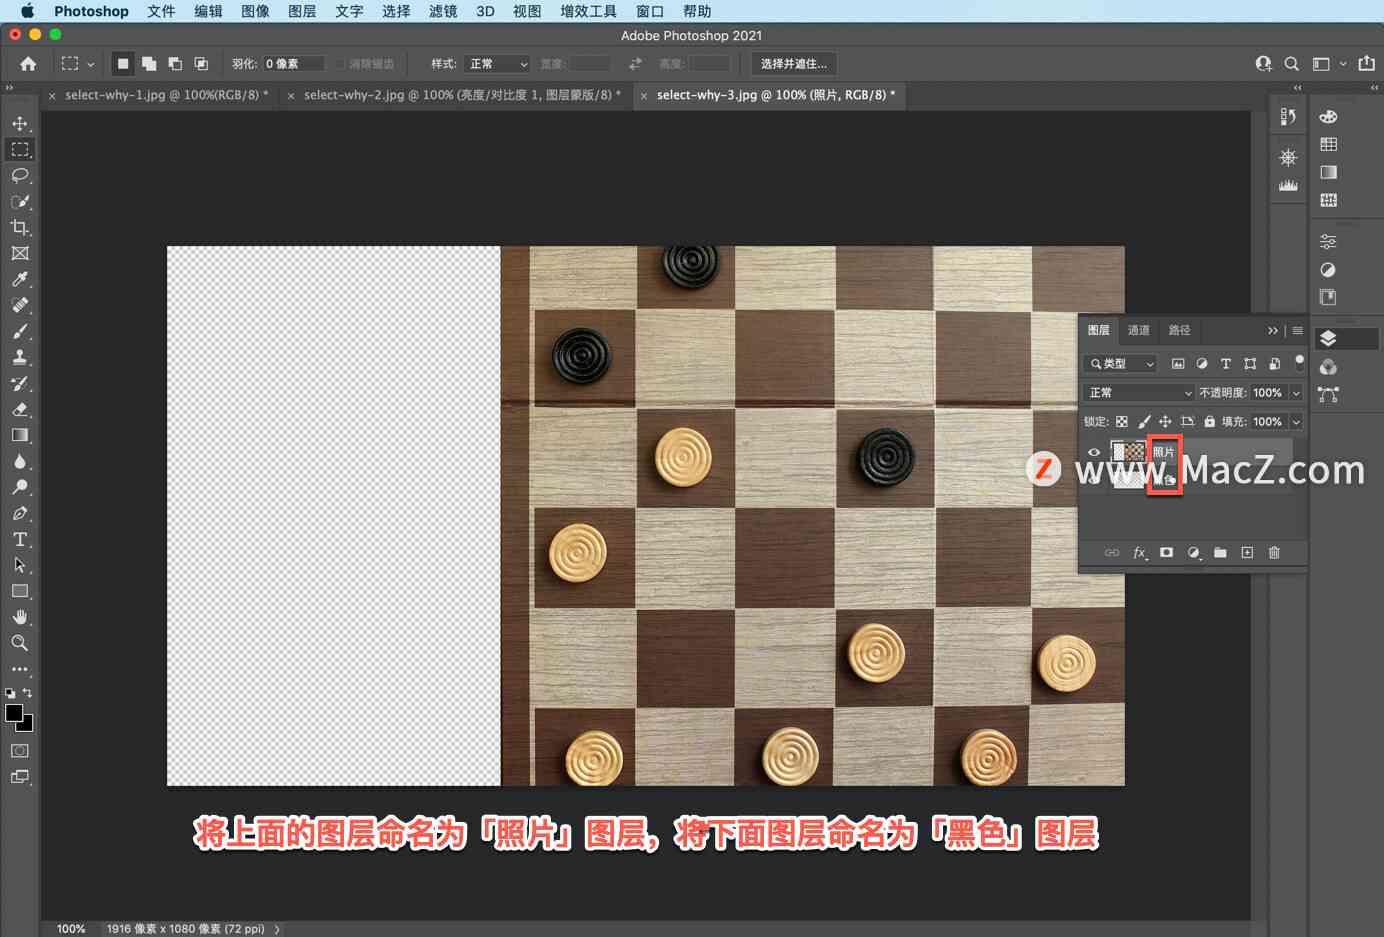 Photoshop 文件 编辑 图像 图层 文字 选择 滤镜 3D 视图 增效工具 窗口 帮助
Adobe Photoshop 2021
羽化: 0 像素 消除锯齿 样式: 正常 宽度: 高度: 选择并遮住...
select-why-1.jpg @ 100%(RGB/8) *
select-why-2.jpg @ 100% (亮度/对比度 1, 图层蒙版/8) *
select-why-3.jpg @ 100% (照片, RGB/8) *
图层 通道 路径
类型
正常 不透明度: 100%
锁定: 填充: 100%
照片
Z www.MacZ.com
fx
将上面的图层命名为「照片」图层，将下面图层命名为「黑色」图层
100% 1916 像素 x 1080 像素 (72 ppi)